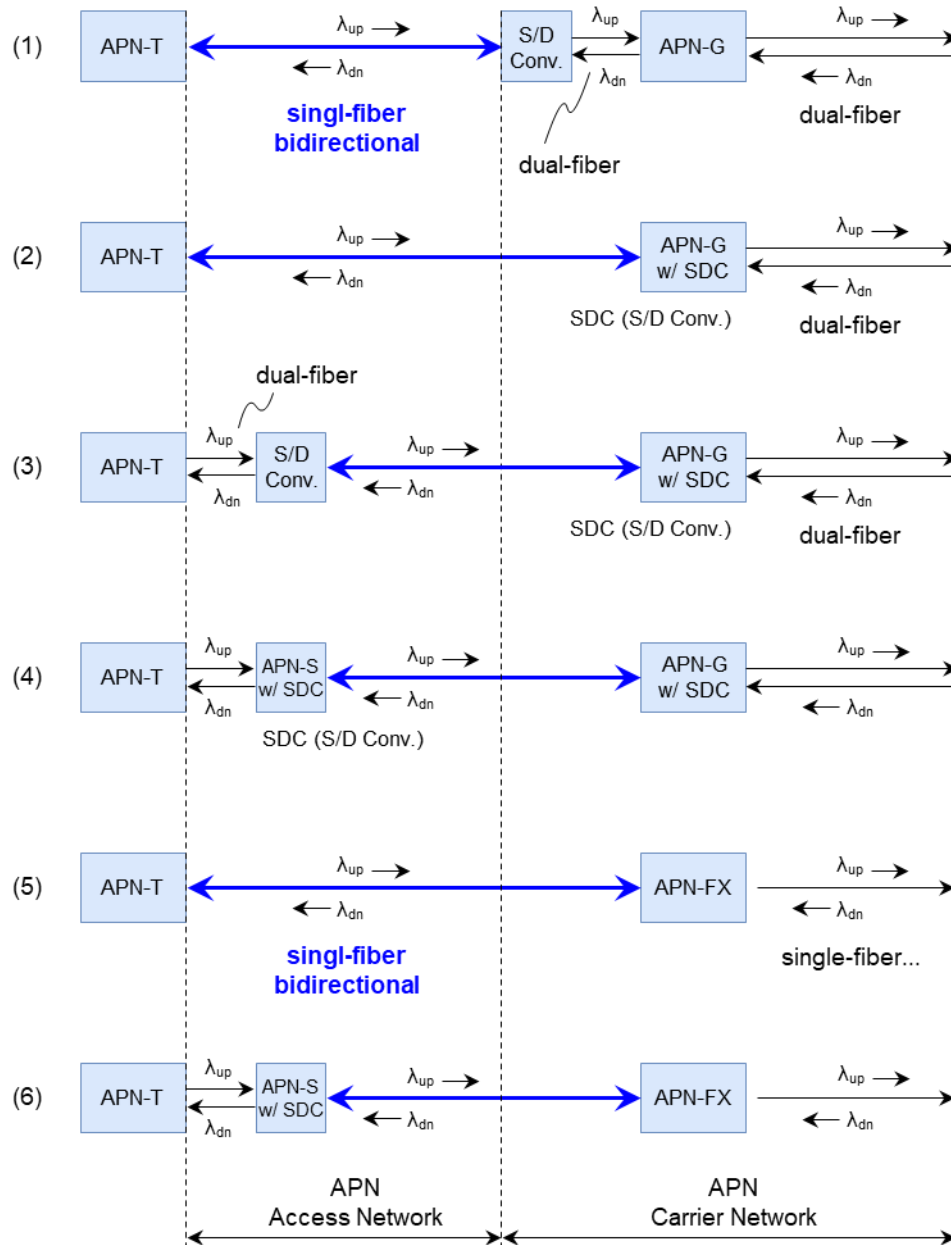 (1)
APN-T
λup
λdn
singl-fiber
bidirectional
S/D
Conv.
λup
λdn
dual-fiber
APN-G
λup
λdn
dual-fiber
(2)
APN-T
λup
λdn
APN-G
w/ SDC
SDC (S/D Conv.)
λup
λdn
dual-fiber
(3)
APN-T
dual-fiber
λup
λdn
S/D
Conv.
λup
λdn
APN-G
w/ SDC
SDC (S/D Conv.)
λup
λdn
dual-fiber
(4)
APN-T
λup
λdn
APN-S
w/ SDC
SDC (S/D Conv.)
λup
λdn
APN-G
w/ SDC
λup
λdn
(5)
APN-T
λup
λdn
singl-fiber
bidirectional
APN-FX
λup
λdn
single-fiber...
(6)
APN-T
λup
λdn
APN-S
w/ SDC
λup
λdn
APN-FX
λup
λdn
APN
Access Network
APN
Carrier Network